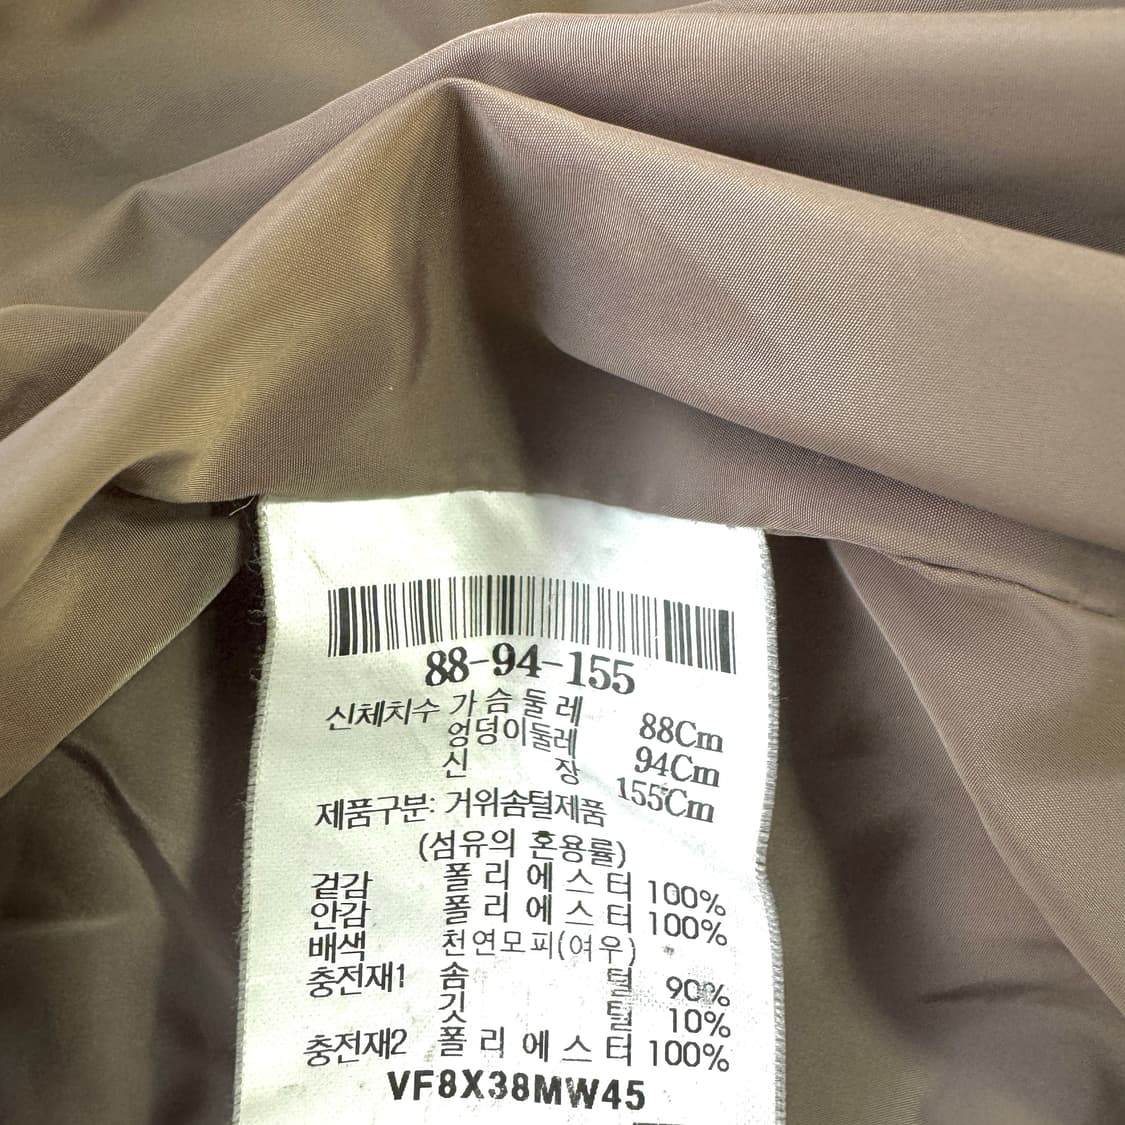 88-94-155
신체치수 가슴둘레 88Cm
엉덩이둘레 94Cm
신 장 155Cm
제품구분: 거위솜털제품
(섬유의 혼용률)
겉감 폴리에스터 100%
안감 폴리에스터 100%
배색 천연모피(여우)
충전재1 솜 털 90%
깃 털 10%
충전재2 폴리에스터 100%
VF8X38MW45